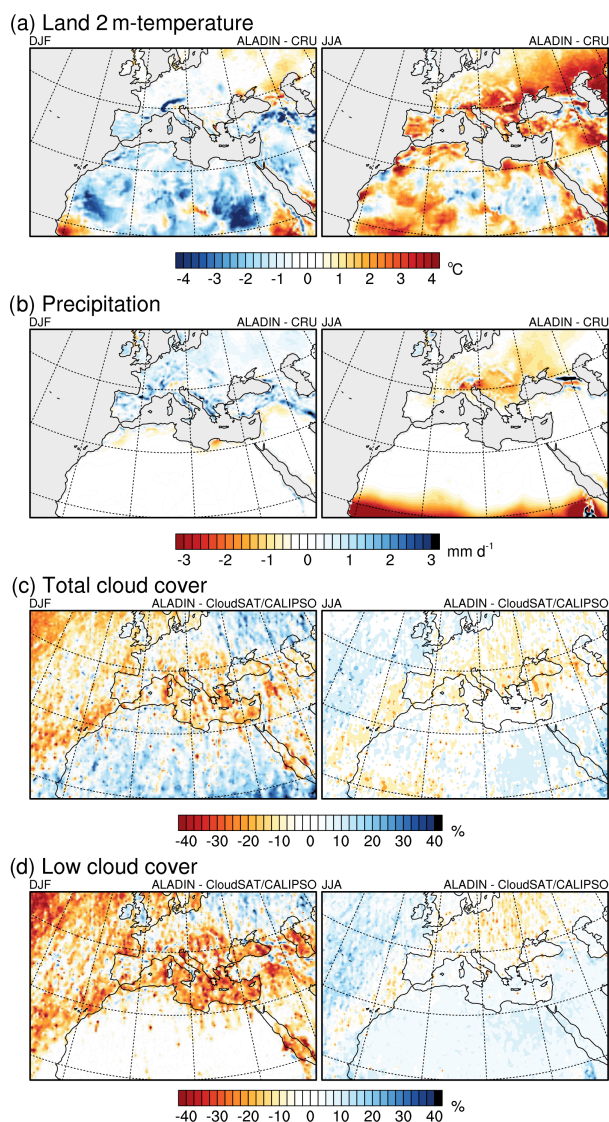 (a) Land 2 m-temperature
DJF ALADIN - CRU JJA ALADIN - CRU
-4 -3 -2 -1 0 1 2 3 4 °C
(b) Precipitation
DJF ALADIN - CRU JJA ALADIN - CRU
-3 -2 -1 0 1 2 3 mm d⁻¹
(c) Total cloud cover
DJF ALADIN - CloudSAT/CALIPSO JJA ALADIN - CloudSAT/CALIPSO
-40 -30 -20 -10 0 10 20 30 40 %
(d) Low cloud cover
DJF ALADIN - CloudSAT/CALIPSO JJA ALADIN - CloudSAT/CALIPSO
-40 -30 -20 -10 0 10 20 30 40 %